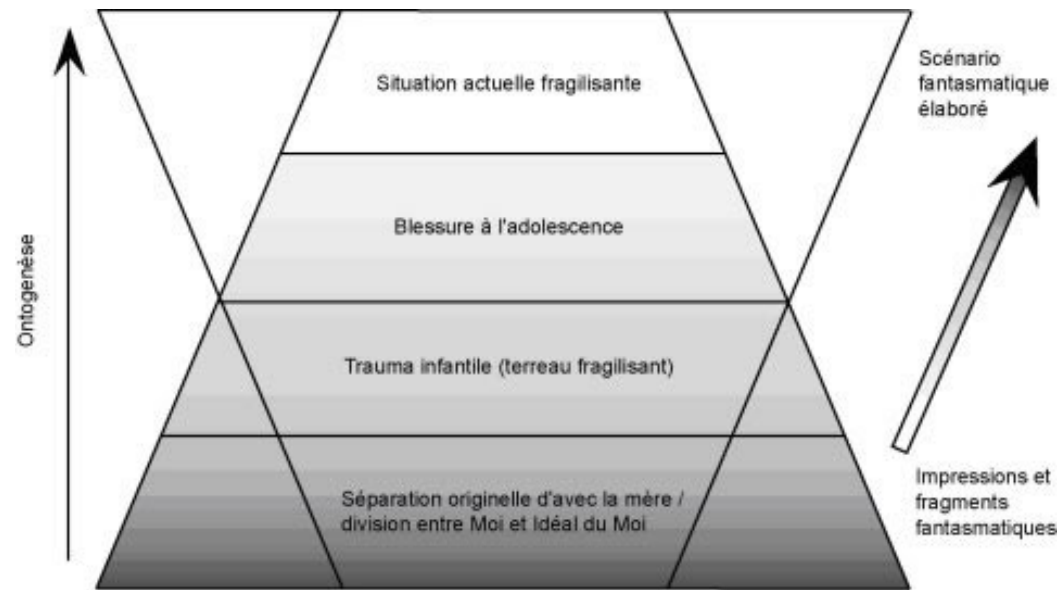 Situation actuelle fragilisante
Scénario
fantasmatique
élaboré
Blessure à l'adolescence
Ontogenèse
Trauma infantile (terreau fragilisant)
Séparation originelle d'avec la mère /
division entre Moi et Idéal du Moi
Impressions et
fragments
fantasmatiques